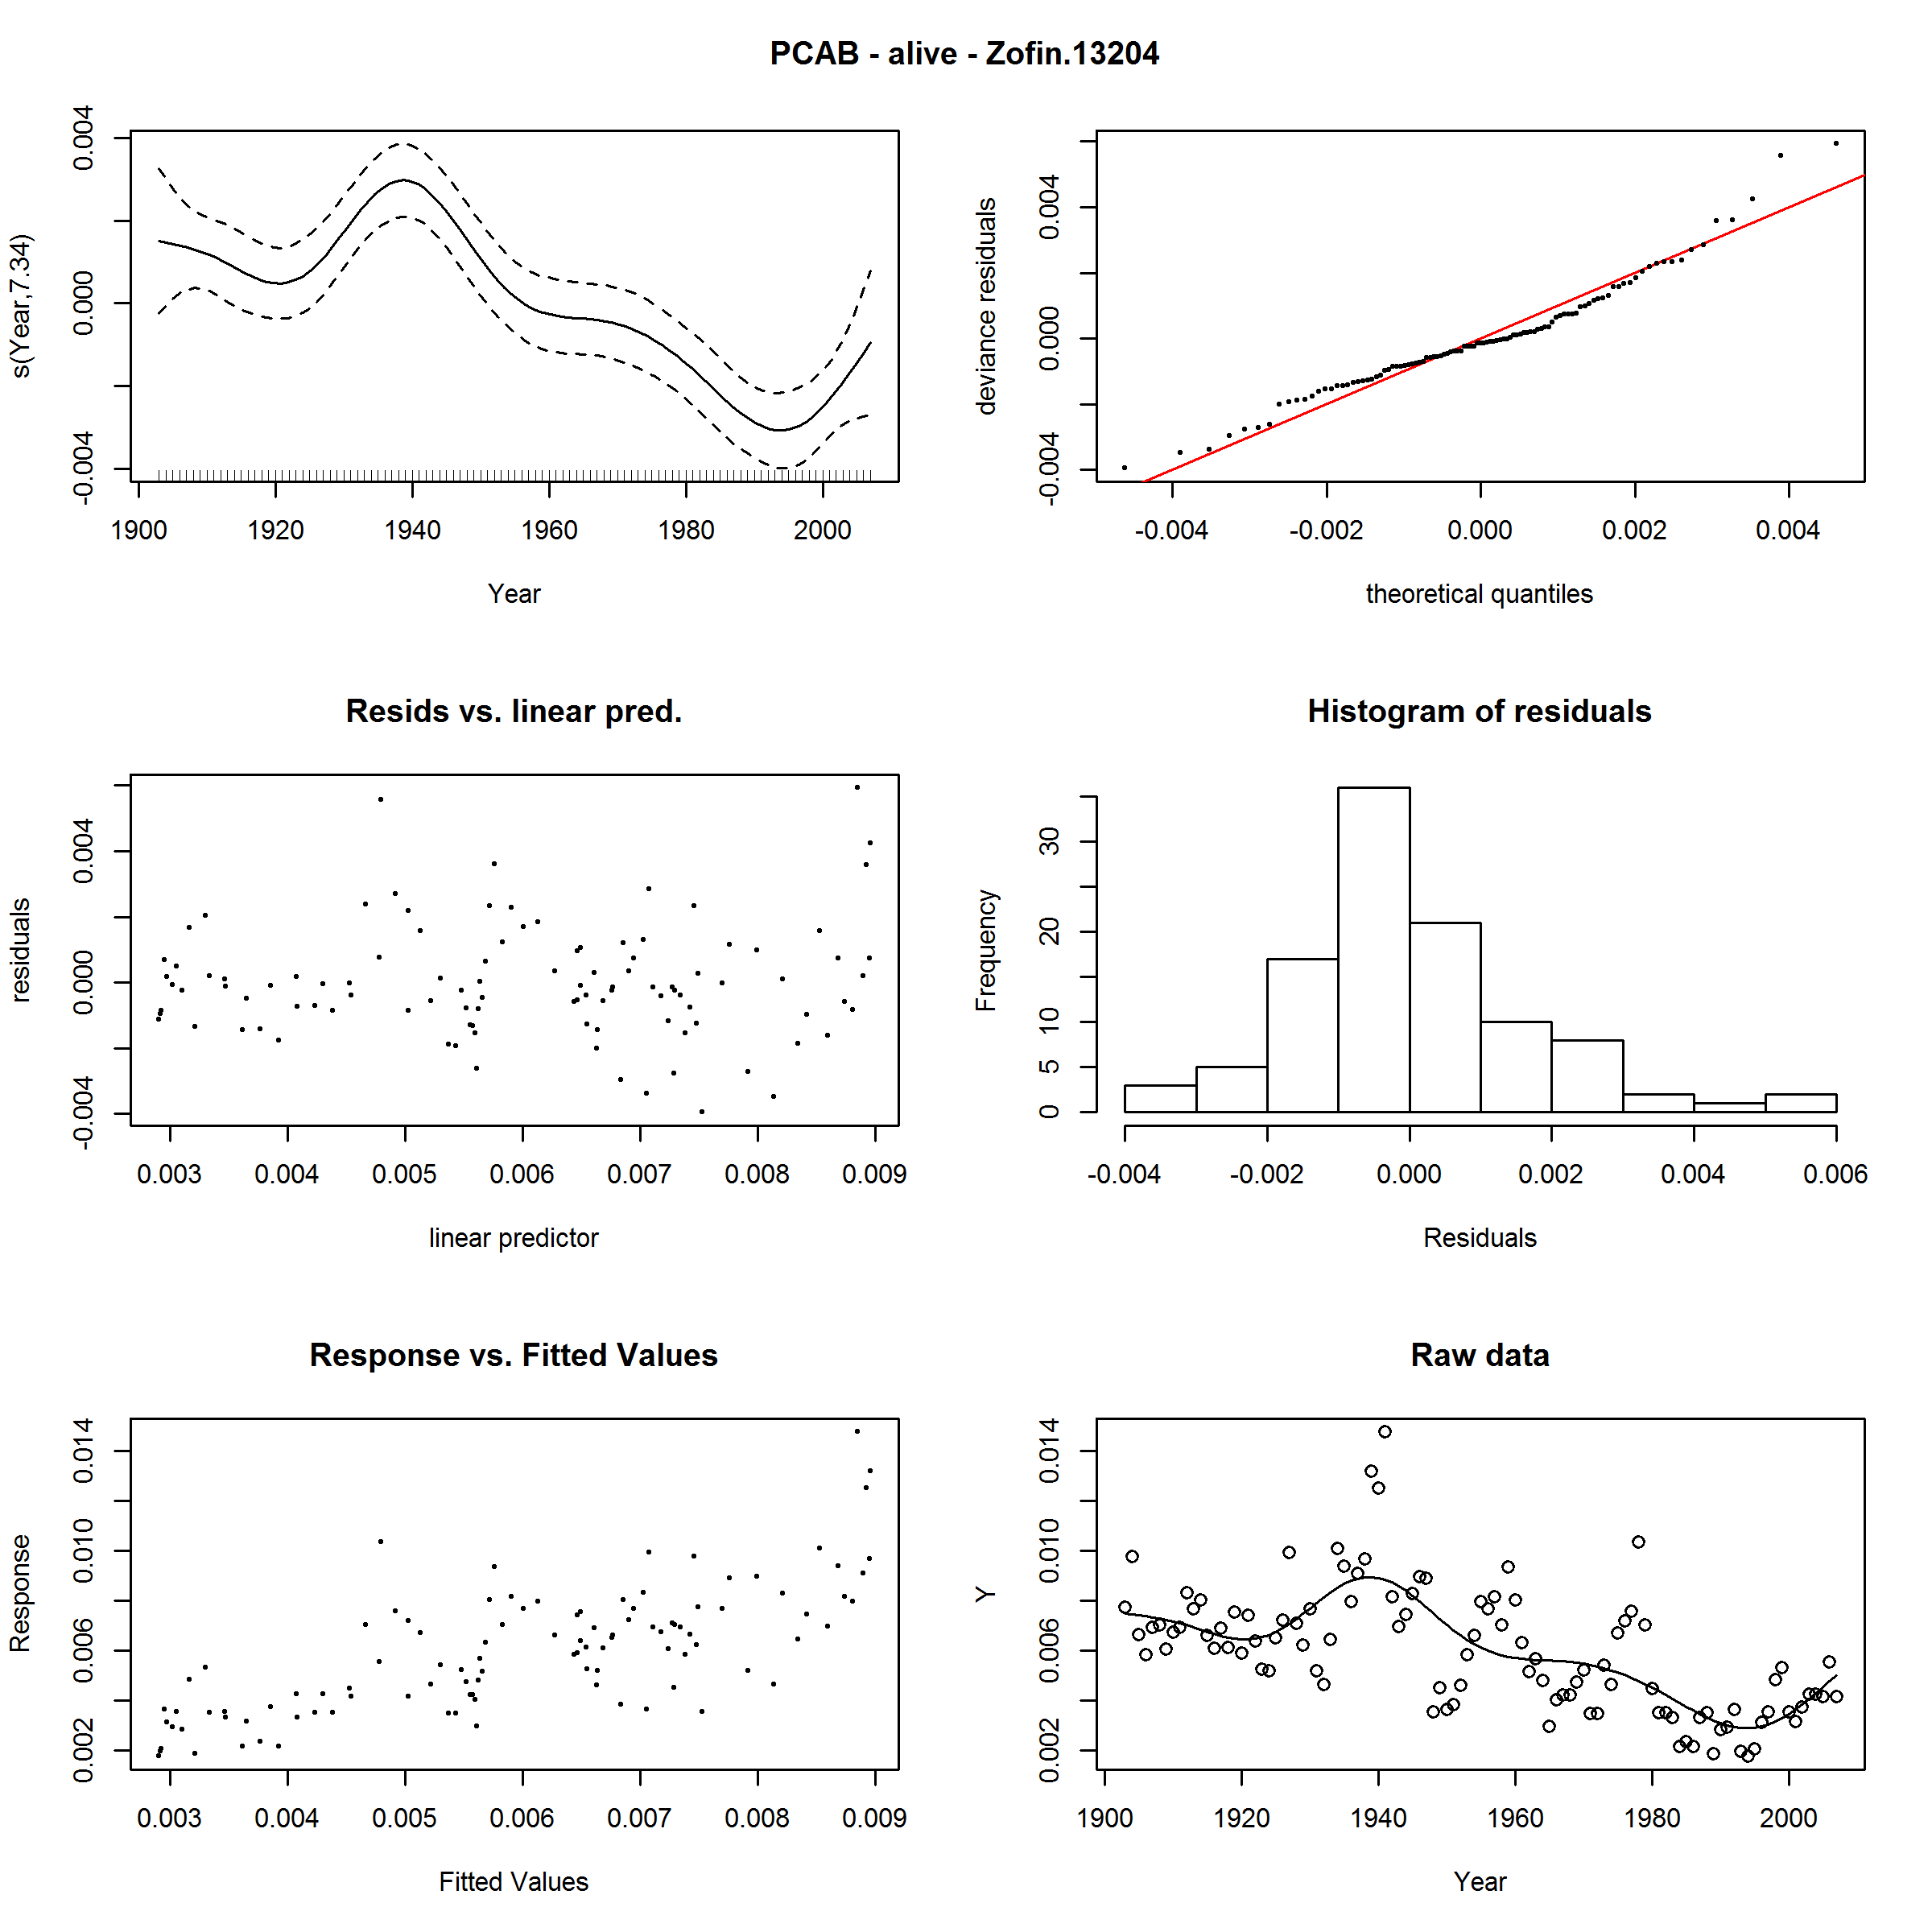 PCAB - alive - Zofin.13204
s(Year,7.34)
-0.004 0.000 0.004
1900 1920 1940 1960 1980 2000
Year
deviance residuals
-0.004 0.000 0.004
-0.004 -0.002 0.000 0.002 0.004
theoretical quantiles
Resids vs. linear pred.
residuals
-0.004 0.000 0.004
0.003 0.004 0.005 0.006 0.007 0.008 0.009
linear predictor
Histogram of residuals
Frequency
0 5 10 20 30
-0.004 -0.002 0.000 0.002 0.004 0.006
Residuals
Response vs. Fitted Values
Response
0.002 0.006 0.010 0.014
0.003 0.004 0.005 0.006 0.007 0.008 0.009
Fitted Values
Raw data
Y
0.002 0.006 0.010 0.014
1900 1920 1940 1960 1980 2000
Year